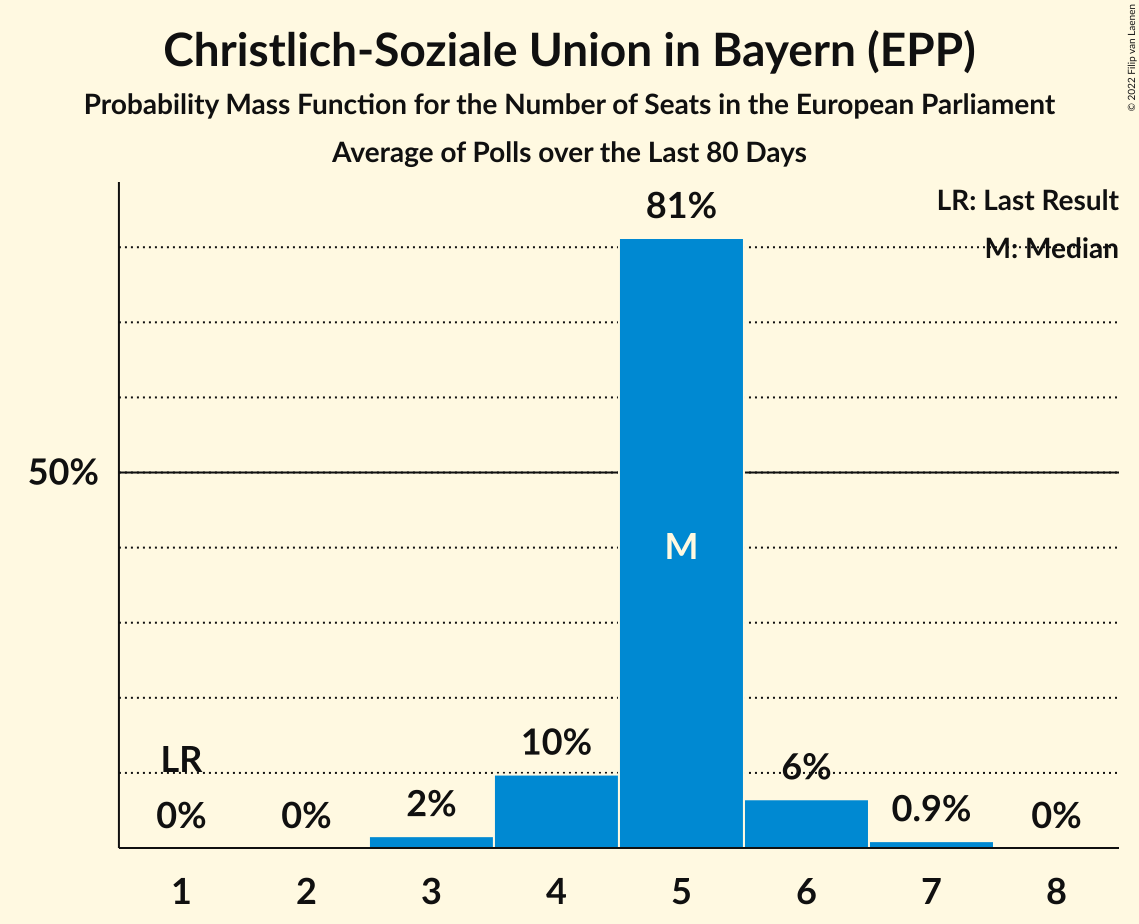 Christlich-Soziale Union in Bayern (EPP)
Probability Mass Function for the Number of Seats in the European Parliament
Average of Polls over the Last 80 Days
© 2022 Filip van Laenen
LR: Last Result
M: Median
81%
50%
M
10%
LR
6%
2%
0.9%
0%
0%
0%
1 2 3 4 5 6 7 8